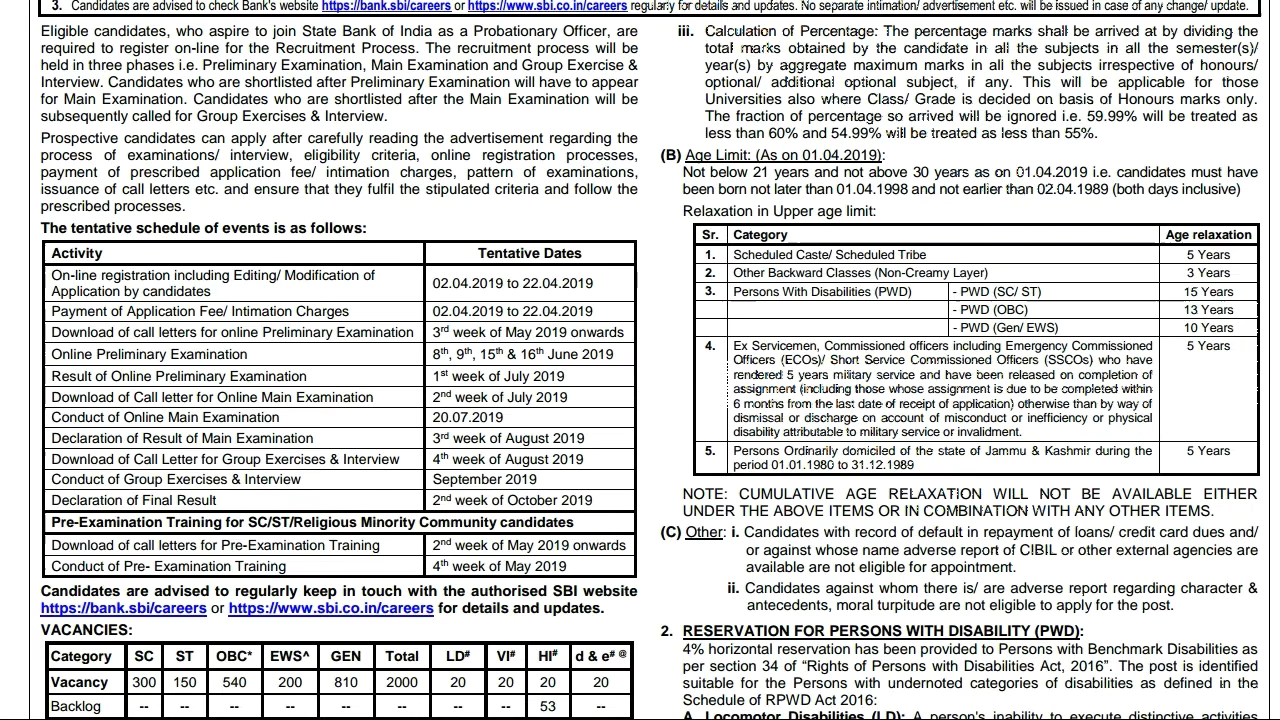 3. Candidates are advised to check Bank's website https://bank.sbi/careers or https://www.sbi.co.in/careers regularly for details and updates. No separate intimation/ advertisement etc. will be issued in case of any change/ update.
Eligible candidates, who aspire to join State Bank of India as a Probationary Officer, are
required to register on-line for the Recruitment Process. The recruitment process will be
held in three phases i.e. Preliminary Examination, Main Examination and Group Exercise &
Interview. Candidates who are shortlisted after Preliminary Examination will have to appear
for Main Examination. Candidates who are shortlisted after the Main Examination will be
subsequently called for Group Exercises & Interview.
Prospective candidates can apply after carefully reading the advertisement regarding the
process of examinations/ interview, eligibility criteria, online registration processes,
payment of prescribed application fee/ intimation charges, pattern of examinations,
issuance of call letters etc. and ensure that they fulfil the stipulated criteria and follow the
prescribed processes.
The tentative schedule of events is as follows:
Activity Tentative Dates
On-line registration including Editing/ Modification of
Application by candidates 02.04.2019 to 22.04.2019
Payment of Application Fee/ Intimation Charges 02.04.2019 to 22.04.2019
Download of call letters for online Preliminary Examination 3rd week of May 2019 onwards
Online Preliminary Examination 8th, 9th, 15th & 16th June 2019
Result of Online Preliminary Examination 1st week of July 2019
Download of Call letter for Online Main Examination 2nd week of July 2019
Conduct of Online Main Examination 20.07.2019
Declaration of Result of Main Examination 3rd week of August 2019
Download of Call Letter for Group Exercises & Interview 4th week of August 2019
Conduct of Group Exercises & Interview September 2019
Declaration of Final Result 2nd week of October 2019
Pre-Examination Training for SC/ST/Religious Minority Community candidates
Download of call letters for Pre-Examination Training 2nd week of May 2019 onwards
Conduct of Pre- Examination Training 4th week of May 2019
Candidates are advised to regularly keep in touch with the authorised SBI website
https://bank.sbi/careers or https://www.sbi.co.in/careers for details and updates.
VACANCIES:
Category SC ST OBC* EWS^ GEN Total LD# VI# HI# d & e# @
Vacancy 300 150 540 200 810 2000 20 20 20 20
Backlog -- -- -- -- -- -- -- -- 53 --
iii. Calculation of Percentage: The percentage marks shall be arrived at by dividing the
total marks obtained by the candidate in all the subjects in all the semester(s)/
year(s) by aggregate maximum marks in all the subjects irrespective of honours/
optional/ additional optional subject, if any. This will be applicable for those
Universities also where Class/ Grade is decided on basis of Honours marks only.
The fraction of percentage so arrived will be ignored i.e. 59.99% will be treated as
less than 60% and 54.99% will be treated as less than 55%.
(B) Age Limit: (As on 01.04.2019):
Not below 21 years and not above 30 years as on 01.04.2019 i.e. candidates must have
been born not later than 01.04.1998 and not earlier than 02.04.1989 (both days inclusive)
Relaxation in Upper age limit:
Sr. Category Age relaxation
1. Scheduled Caste/ Scheduled Tribe 5 Years
2. Other Backward Classes (Non-Creamy Layer) 3 Years
3. Persons With Disabilities (PWD) - PWD (SC/ ST) 15 Years
- PWD (OBC) 13 Years
- PWD (Gen/ EWS) 10 Years
4. Ex Servicemen, Commissioned officers including Emergency Commissioned 5 Years
Officers (ECOs)/ Short Service Commissioned Officers (SSCOs) who have
rendered 5 years military service and have been released on completion of
assignment (including those whose assignment is due to be completed within
6 months from the last date of receipt of application) otherwise than by way of
dismissal or discharge on account of misconduct or inefficiency or physical
disability attributable to military service or invalidment.
5. Persons Ordinarily domiciled of the state of Jammu & Kashmir during the 5 Years
period 01.01.1980 to 31.12.1989
NOTE: CUMULATIVE AGE RELAXATION WILL NOT BE AVAILABLE EITHER
UNDER THE ABOVE ITEMS OR IN COMBINATION WITH ANY OTHER ITEMS.
(C) Other: i. Candidates with record of default in repayment of loans/ credit card dues and/
or against whose name adverse report of CIBIL or other external agencies are
available are not eligible for appointment.
ii. Candidates against whom there is/ are adverse report regarding character &
antecedents, moral turpitude are not eligible to apply for the post.
2. RESERVATION FOR PERSONS WITH DISABILITY (PWD):
4% horizontal reservation has been provided to Persons with Benchmark Disabilities as
per section 34 of “Rights of Persons with Disabilities Act, 2016”. The post is identified
suitable for the Persons with undernoted categories of disabilities as defined in the
Schedule of RPWD Act 2016:
A. Locomotor Disabilities (LD): A person's inability to execute distinctive activities